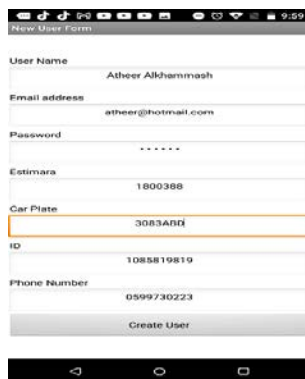 9:59
New User Form
User Name
Atheer Alkhammash
Email address
atheer@hotmail.com
Password
••••••
Estimara
1800388
Car Plate
3083ABD
ID
1085819819
Phone Number
0599730223
Create User